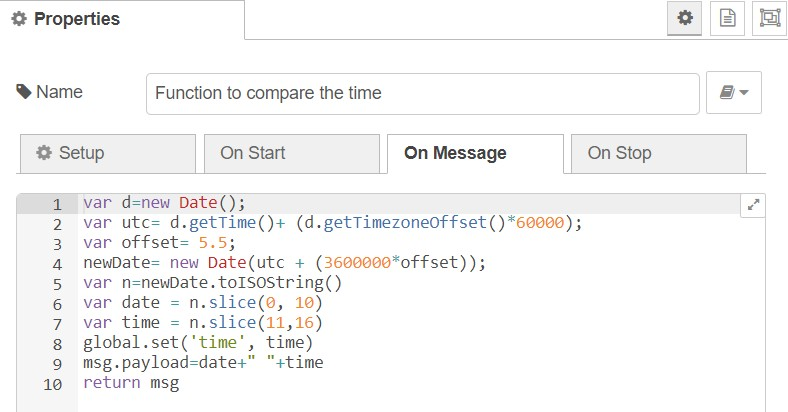 Properties
Name
Function to compare the time
Setup
On Start
On Message
On Stop
1 var d=new Date();
2 var utc= d.getTime()+ (d.getTimezoneOffset()*60000);
3 var offset= 5.5;
4 newDate= new Date(utc + (3600000*offset));
5 var n=newDate.toISOString()
6 var date = n.slice(0, 10)
7 var time = n.slice(11,16)
8 global.set('time', time)
9 msg.payload=date+" "+time
10 return msg